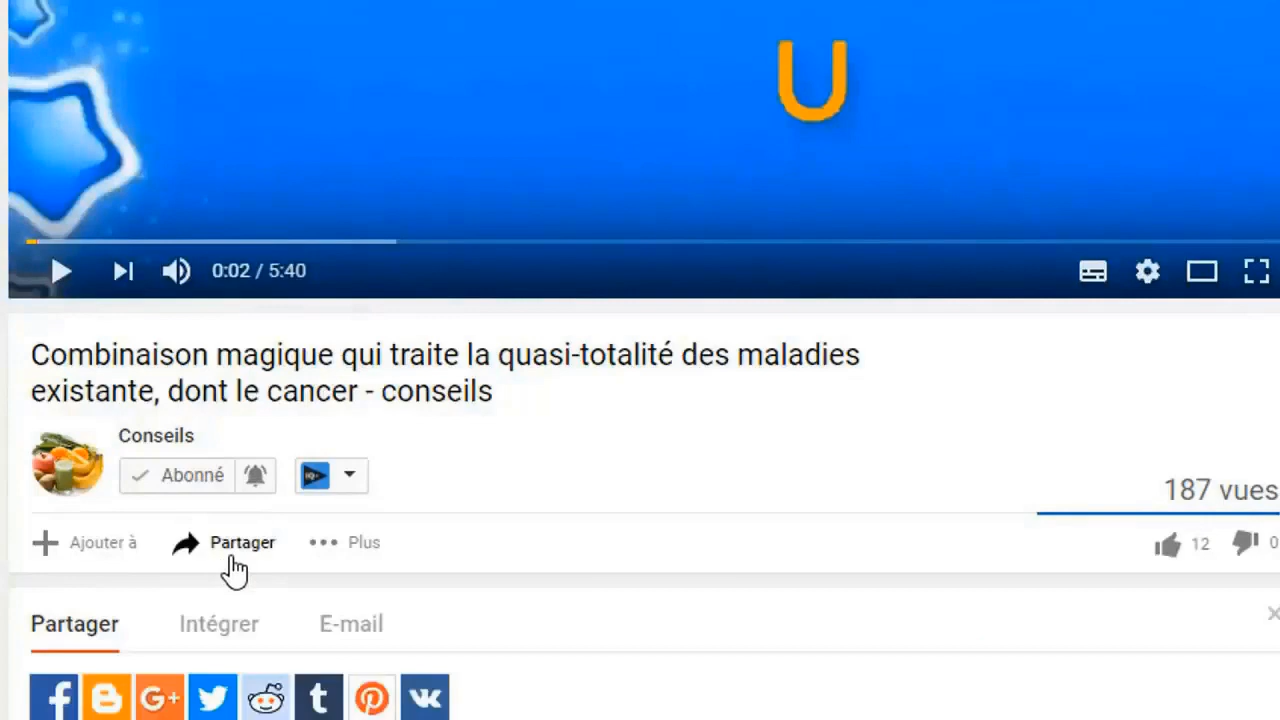 U
0:02 / 5:40
Combinaison magique qui traite la quasi-totalité des maladies
existante, dont le cancer - conseils
Conseils
Abonné
187 vues
Ajouter à Partager Plus 12 0
Partager Intégrer E-mail